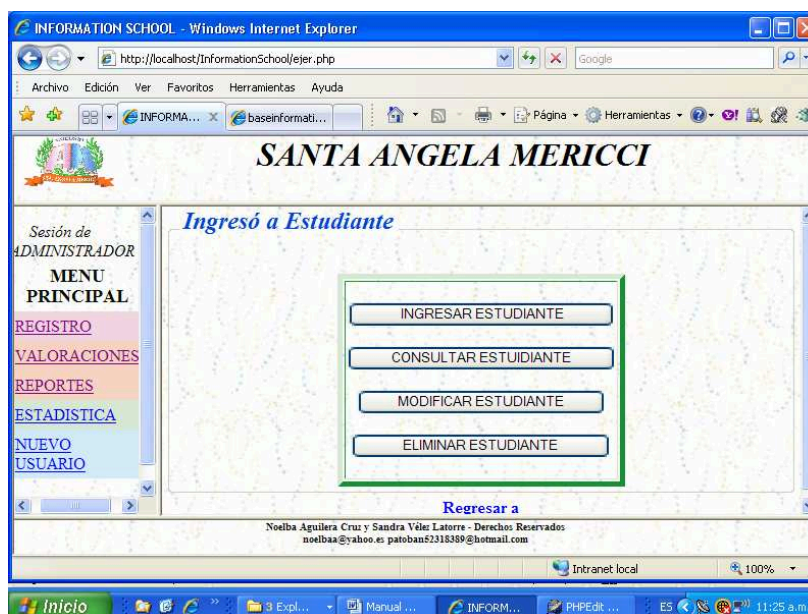 INFORMATION SCHOOL - Windows Internet Explorer
http://localhost/InformationSchool/ejer.php
Google
Archivo Edición Ver Favoritos Herramientas Ayuda
INFORMA... X baseinformati...
Página Herramientas
SANTA ANGELA MERICCI
Sesión de
ADMINISTRADOR
MENU
PRINCIPAL
REGISTRO
VALORACIONES
REPORTES
ESTADISTICA
NUEVO
USUARIO
Ingresó a Estudiante
INGRESAR ESTUDIANTE
CONSULTAR ESTUIDIANTE
MODIFICAR ESTUDIANTE
ELIMINAR ESTUDIANTE
Regresar a
Noelba Aguilera Cruz y Sandra Vélez Latorre - Derechos Reservados
noelbaa@yahoo.es patoban52318389@hotmail.com
Intranet local 100%
Inicio 3 Expl... Manual ... INFORM... PHPEdit ... ES 11:25 a.m.